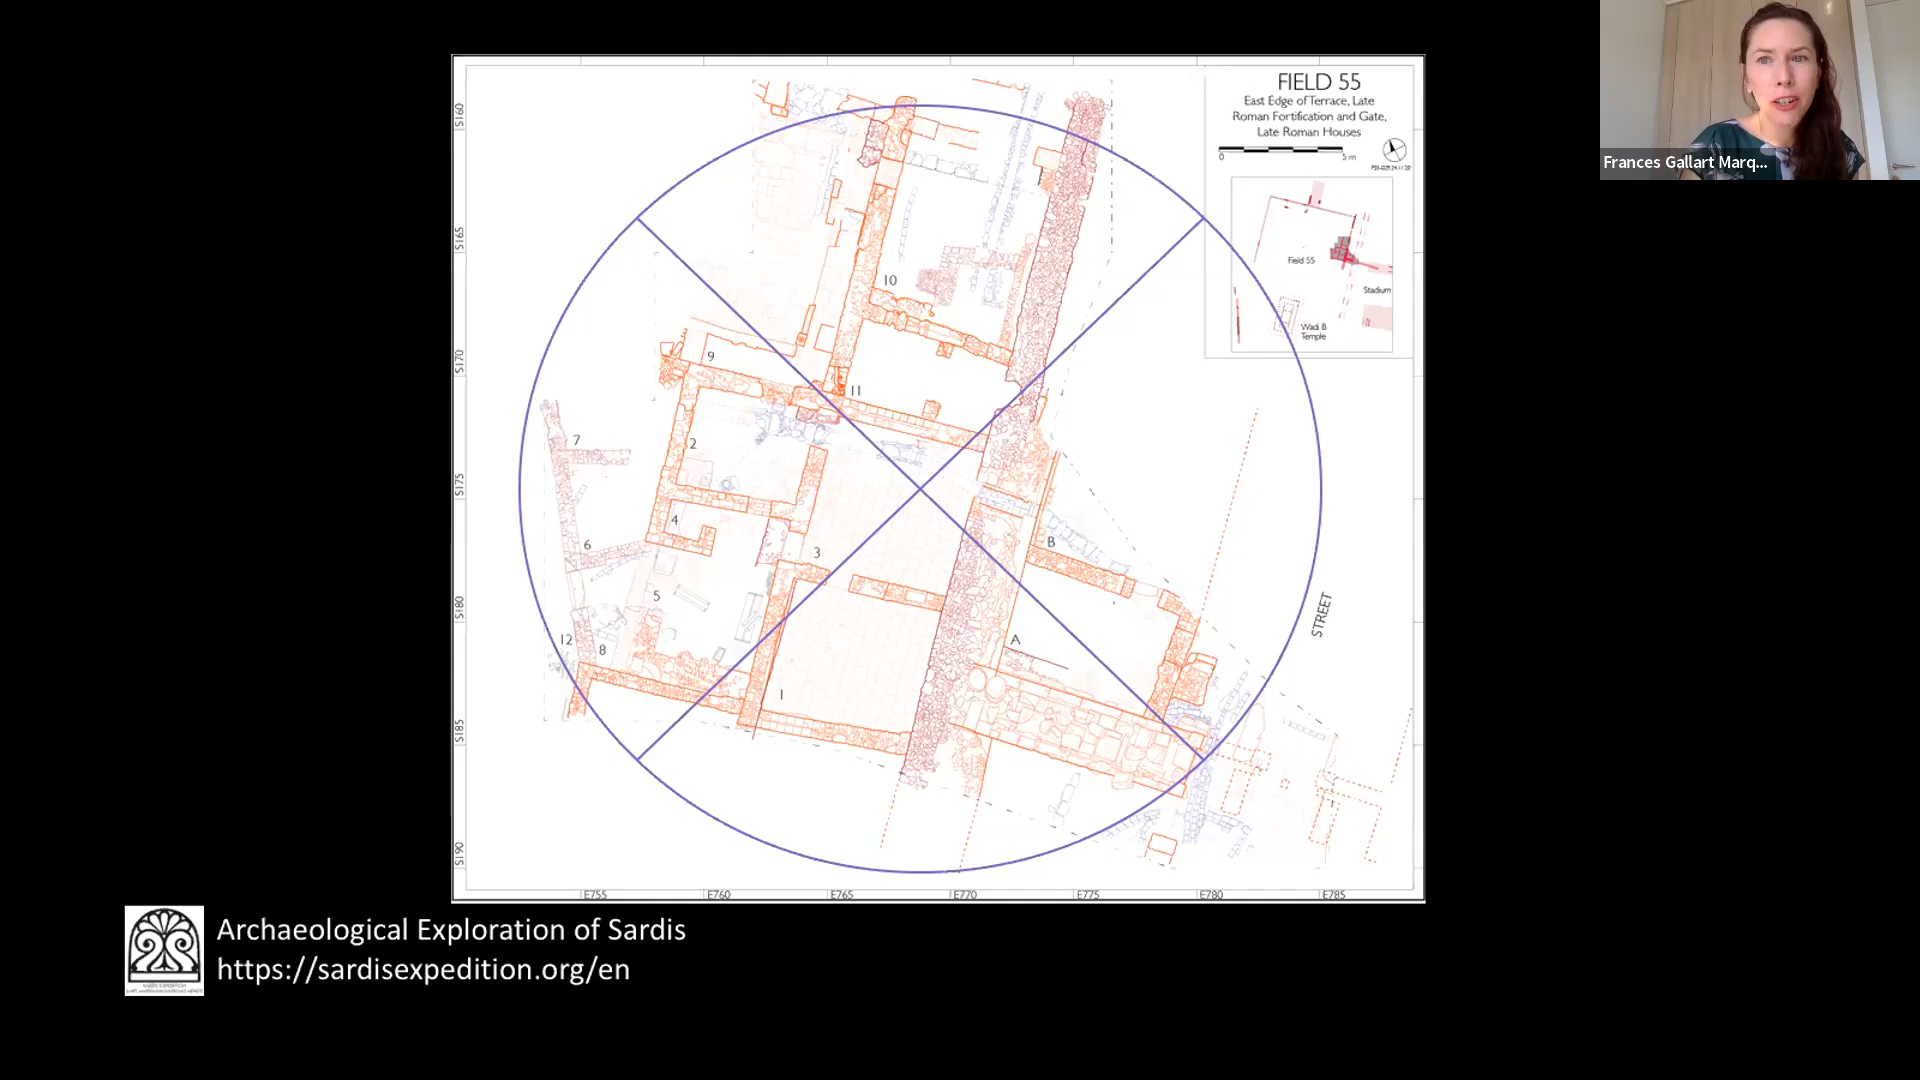 FIELD 55
East Edge of Terrace, Late
Roman Fortification and Gate,
Late Roman Houses
0 5 m
Field 55
Stadium
Wadi B
Temple
Frances Gallart Marq...
S160
S165
S170
S175
S180
S185
S190
10
9
11
2
7
4
6
3
B
5
12
8
A
1
STREET
E755
E760
E765
E770
E775
E780
E785
Archaeological Exploration of Sardis
https://sardisexpedition.org/en